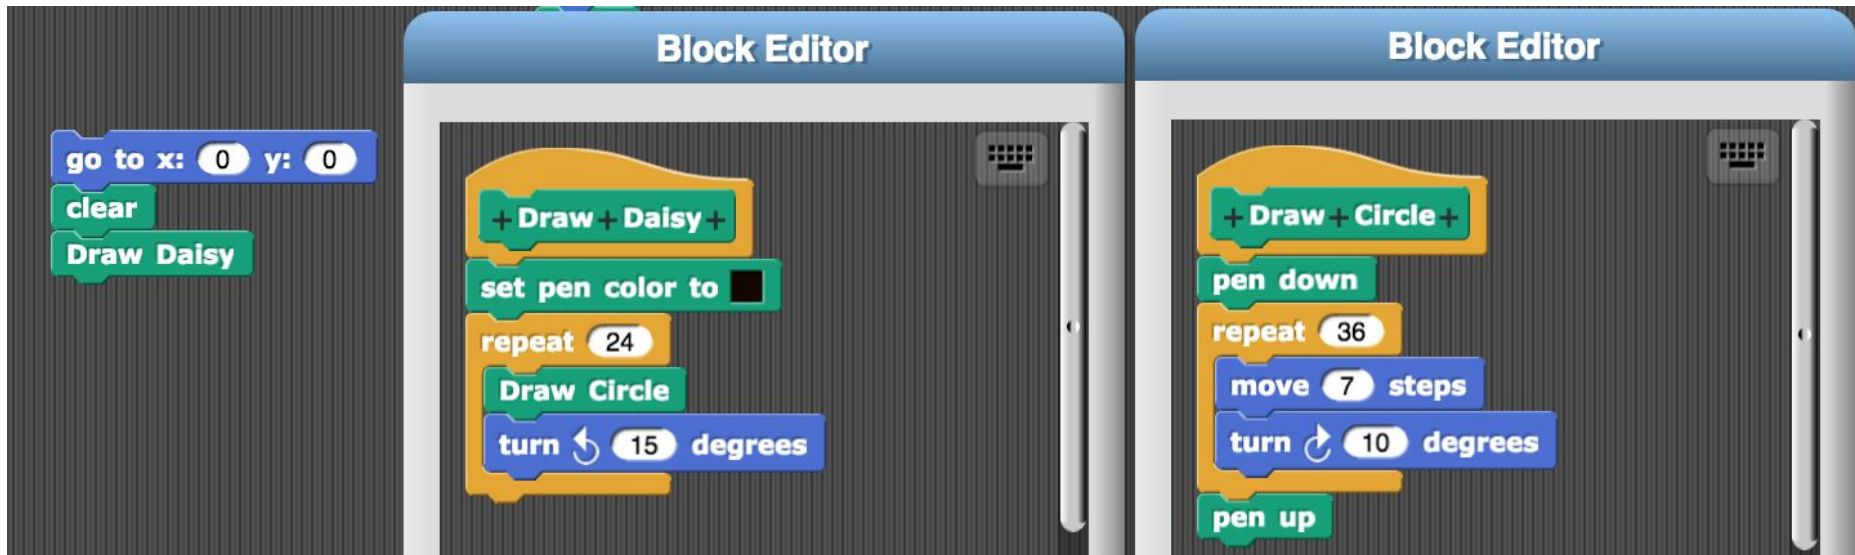 go to x: 0 y: 0
clear
Draw Daisy
Block Editor
+ Draw + Daisy +
set pen color to
repeat 24
Draw Circle
turn 15 degrees
Block Editor
+ Draw + Circle +
pen down
repeat 36
move 7 steps
turn 10 degrees
pen up